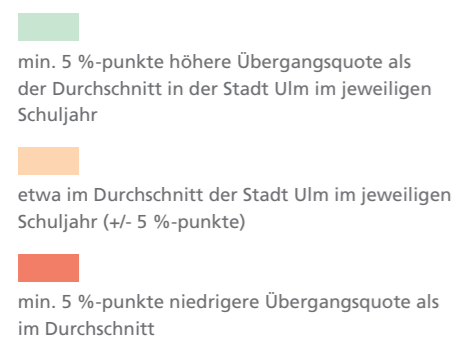 min. 5 %-punkte höhere Übergangsquote als
der Durchschnitt in der Stadt Ulm im jeweiligen
Schuljahr
etwa im Durchschnitt der Stadt Ulm im jeweiligen
Schuljahr (+/- 5 %-punkte)
min. 5 %-punkte niedrigere Übergangsquote als
im Durchschnitt